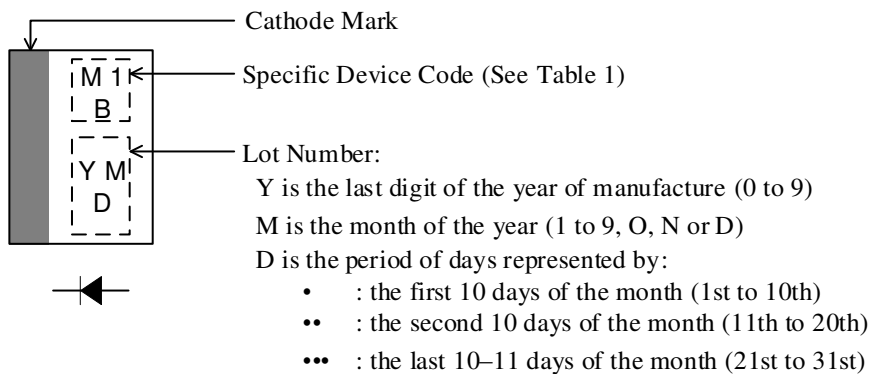 Cathode Mark
M 1
B
Specific Device Code (See Table 1)
Y M
D
Lot Number:
Y is the last digit of the year of manufacture (0 to 9)
M is the month of the year (1 to 9, O, N or D)
D is the period of days represented by:
• : the first 10 days of the month (1st to 10th)
•• : the second 10 days of the month (11th to 20th)
••• : the last 10–11 days of the month (21st to 31st)